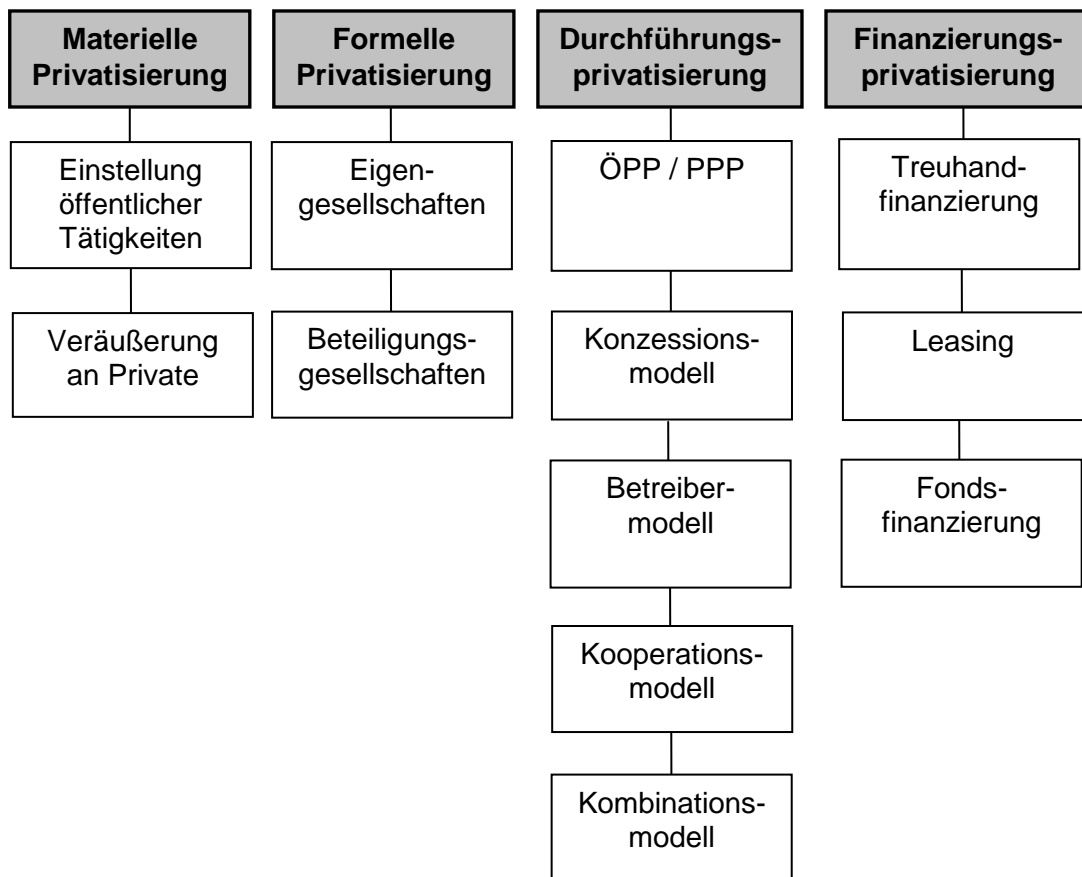 Materielle
Privatisierung
Einstellung
öffentlicher
Tätigkeiten
Veräußerung
an Private
Formelle
Privatisierung
Eigen-
gesellschaften
Beteiligungs-
gesellschaften
Durchführungs-
privatisierung
ÖPP / PPP
Konzessions-
modell
Betreiber-
modell
Kooperations-
modell
Kombinations-
modell
Finanzierungs-
privatisierung
Treuhand-
finanzierung
Leasing
Fonds-
finanzierung